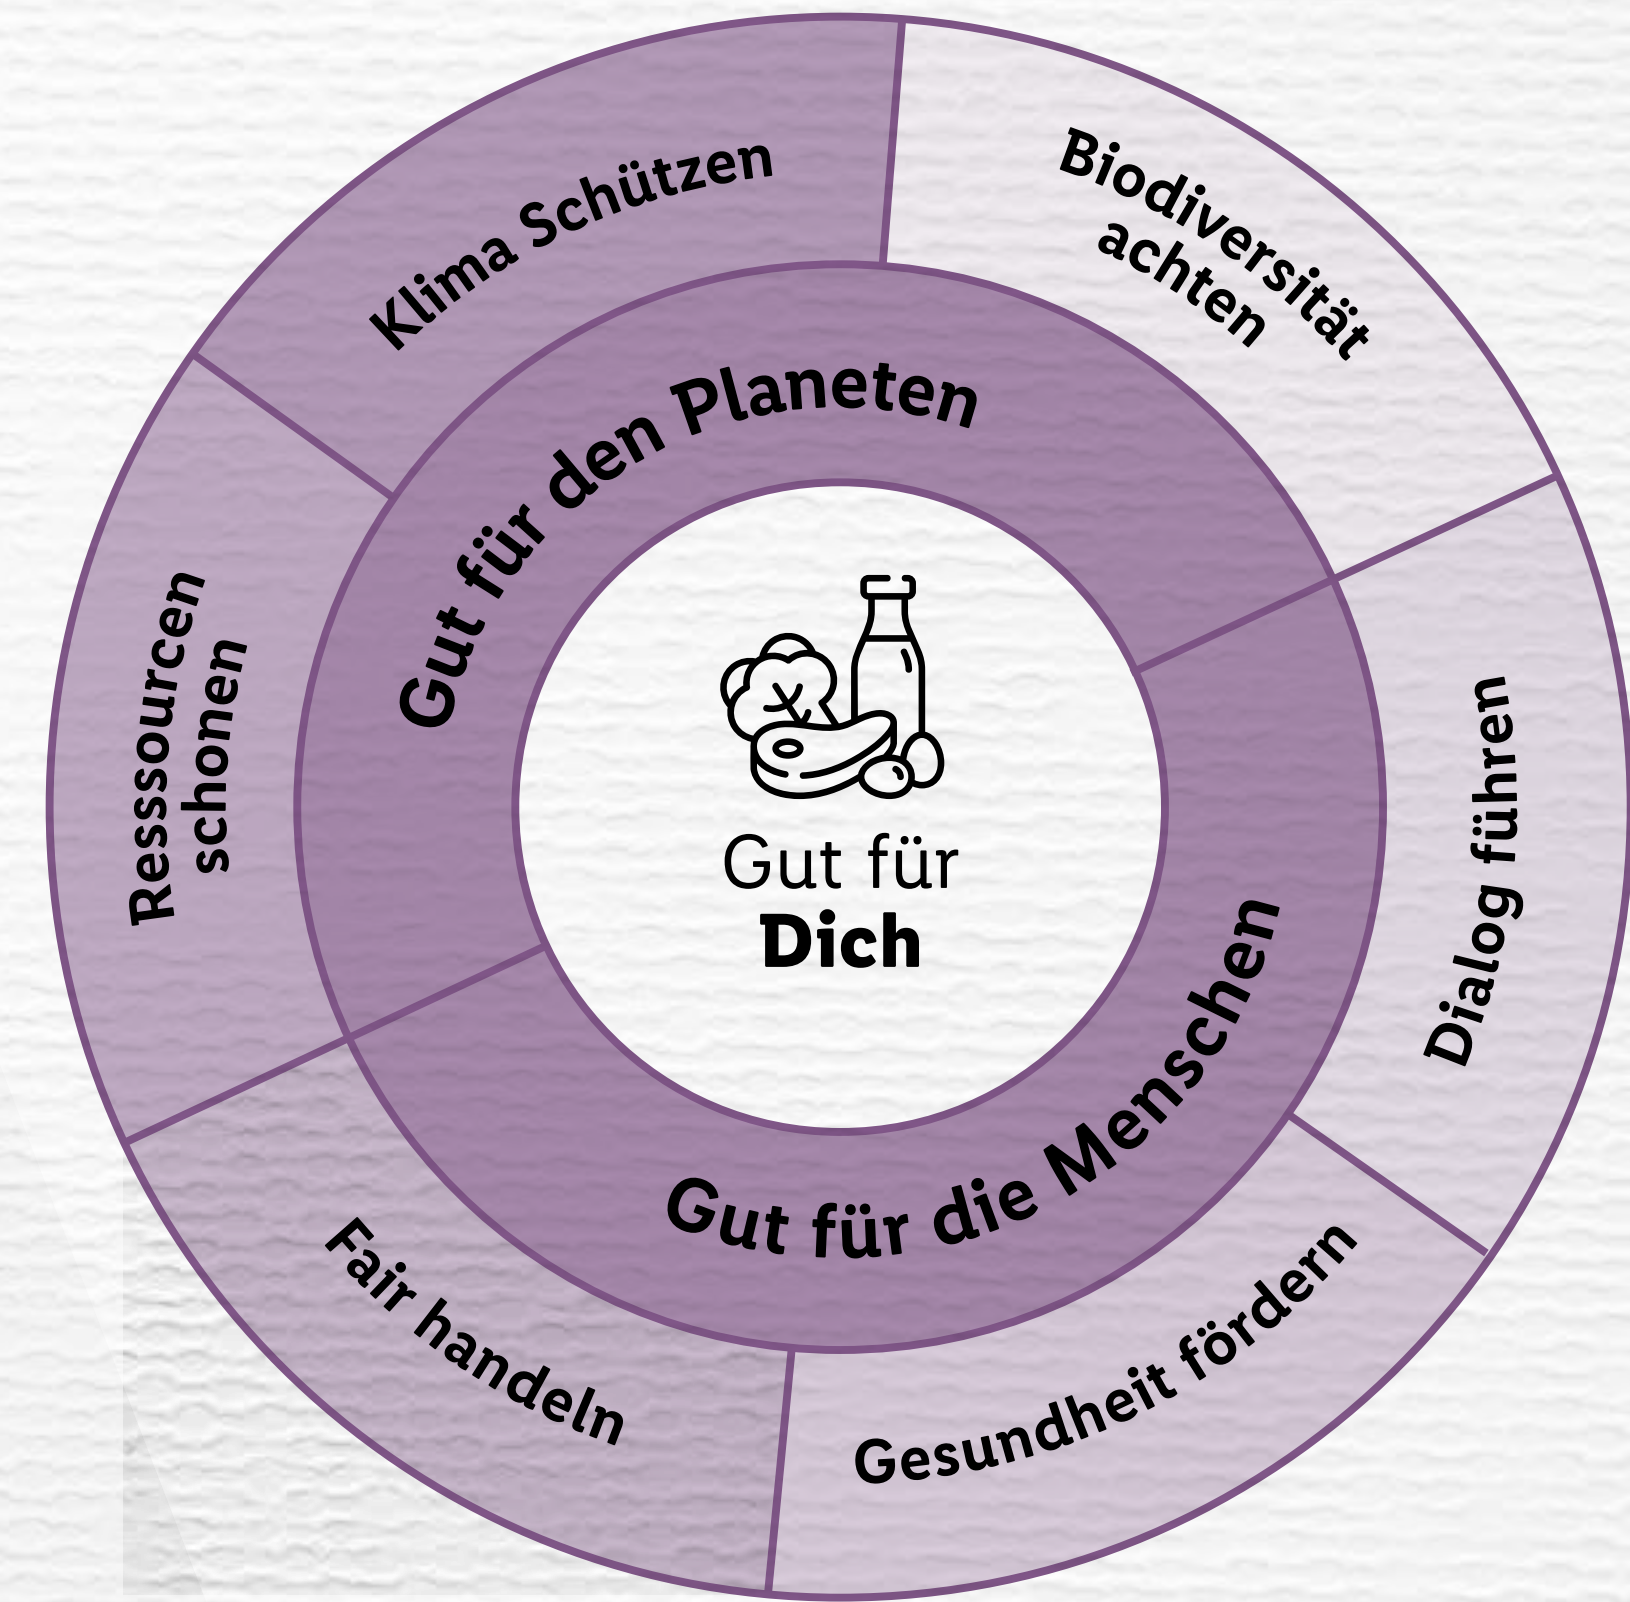 Klima Schützen
Biodiversität
achten
Gut für den Planeten
Resssourcen
schonen
Gut für
Dich
Dialog führen
Gut für die Menschen
Fair handeln
Gesundheit fördern